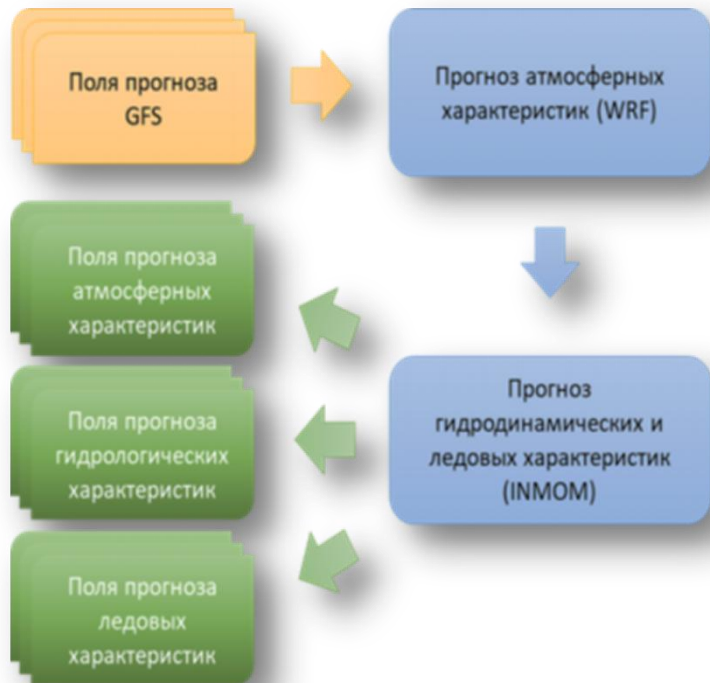 Поля прогноза
GFS
Прогноз атмосферных
характеристик (WRF)
Поля прогноза
атмосферных
характеристик
Поля прогноза
гидрологических
характеристик
Прогноз
гидродинамических и
ледовых характеристик
(INMOM)
Поля прогноза
ледовых
характеристик